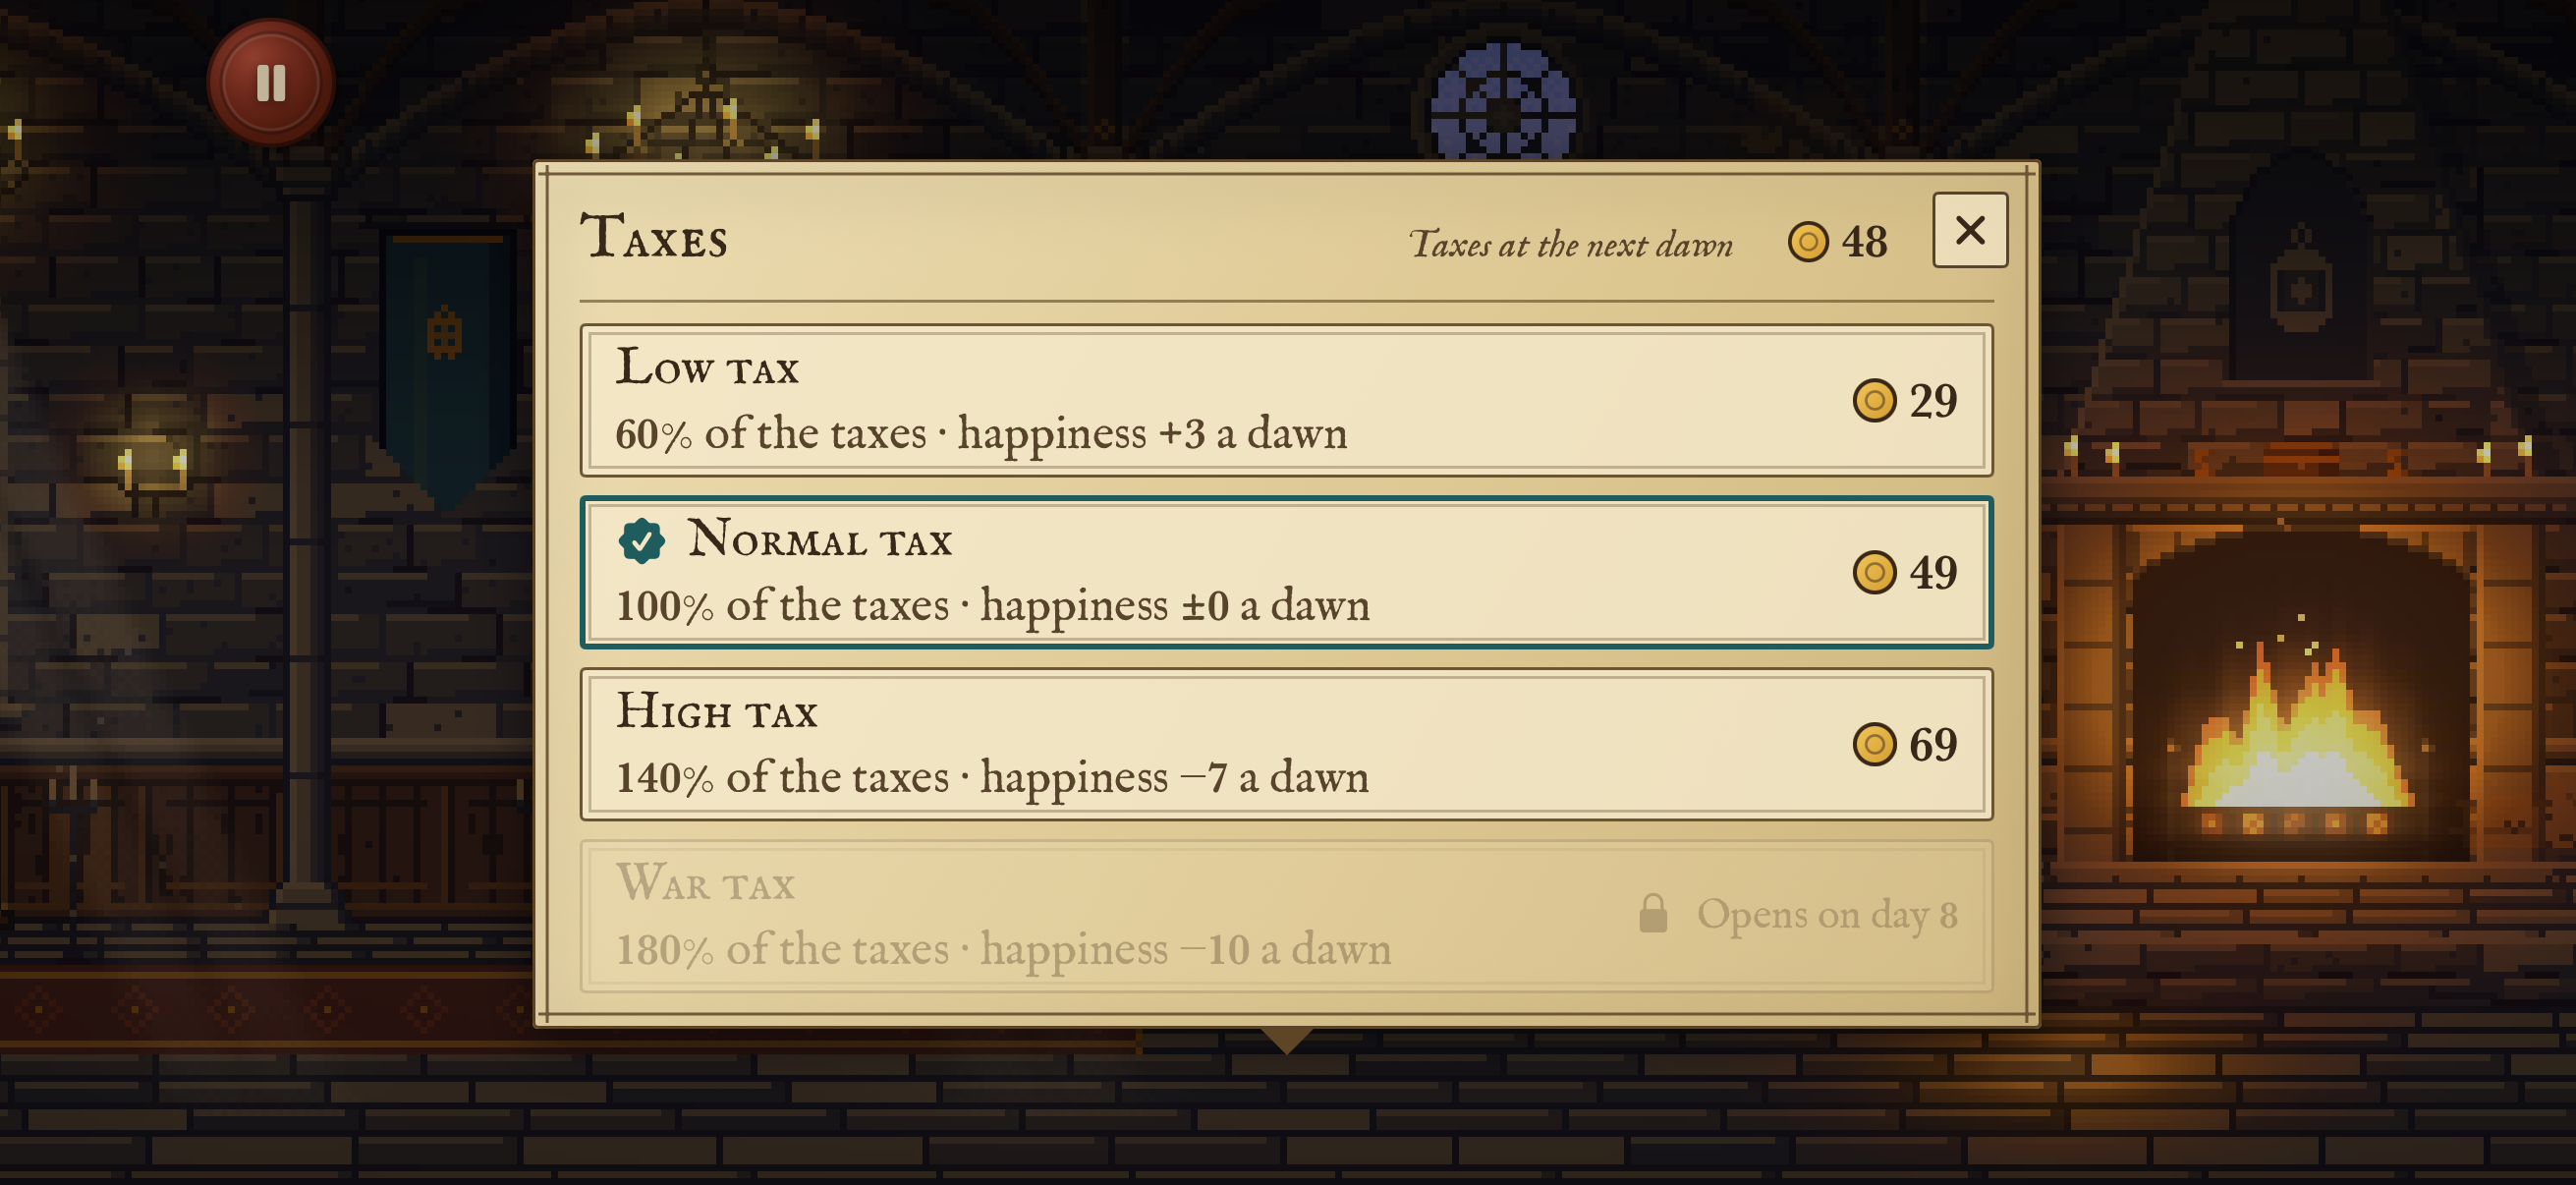 Taxes
Taxes at the next dawn 48
Low tax
60% of the taxes · happiness +3 a dawn
29
Normal tax
100% of the taxes · happiness ±0 a dawn
49
High tax
140% of the taxes · happiness −7 a dawn
69
War tax
180% of the taxes · happiness −10 a dawn
Opens on day 8